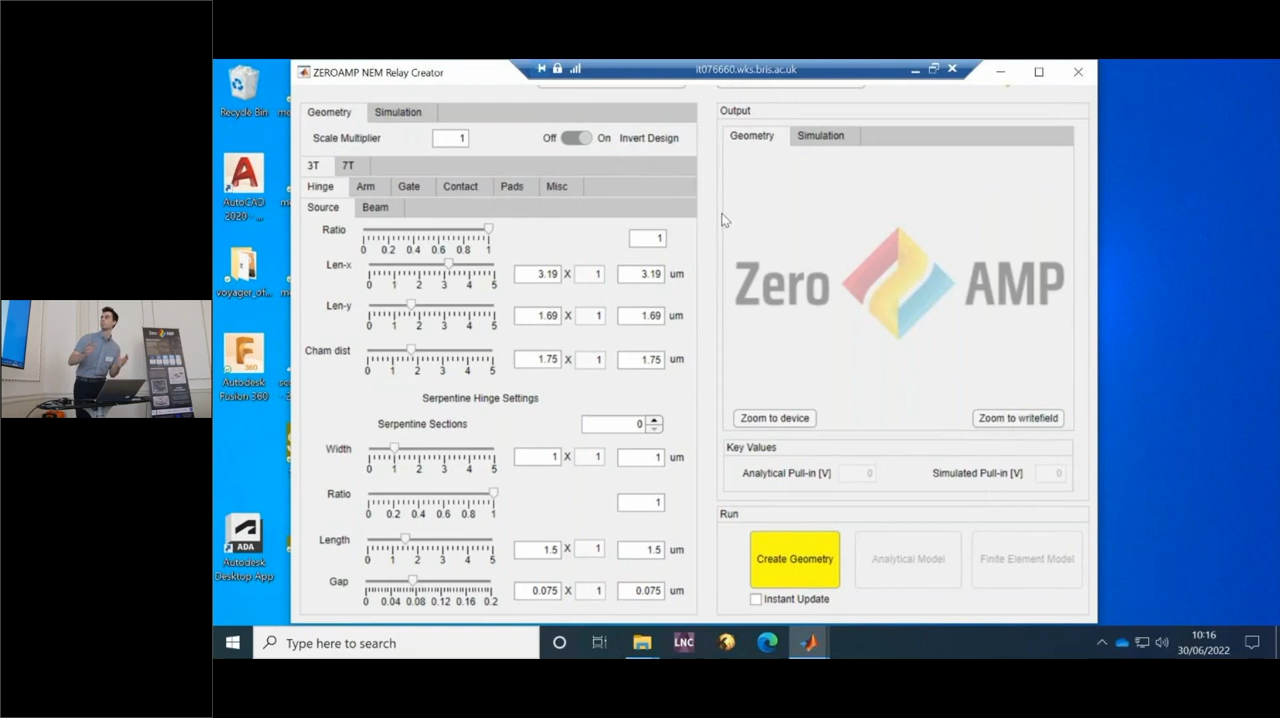 ZEROAMP NEM Relay Creator
it076660.wks.bris.ac.uk
Recycle Bin
AutoCAD
2020 - ...
voyager_of...
Autodesk
Fusion 360
ADA
Autodesk
Desktop App
Geometry Simulation
Scale Multiplier 1 Off On Invert Design
3T 7T
Hinge Arm Gate Contact Pads Misc
Source Beam
Ratio 1
0 0.2 0.4 0.6 0.8 1
Len-x 3.19 X 1 3.19 um
0 1 2 3 4 5
Len-y 1.69 X 1 1.69 um
0 1 2 3 4 5
Cham dist 1.75 X 1 1.75 um
0 1 2 3 4 5
Serpentine Hinge Settings
Serpentine Sections 0
Width 1 X 1 1 um
0 1 2 3 4 5
Ratio 1
0 0.2 0.4 0.6 0.8 1
Length 1.5 X 1 1.5 um
0 1 2 3 4 5
Gap 0.075 X 1 0.075 um
0 0.04 0.08 0.12 0.16 0.2
Output
Geometry Simulation
Zero AMP
Zoom to device Zoom to writefield
Key Values
Analytical Pull-in [V] 0 Simulated Pull-in [V] 0
Run
Create Geometry Analytical Model Finite Element Model
Instant Update
Type here to search
LNC
10:16
30/06/2022
Zero AMP